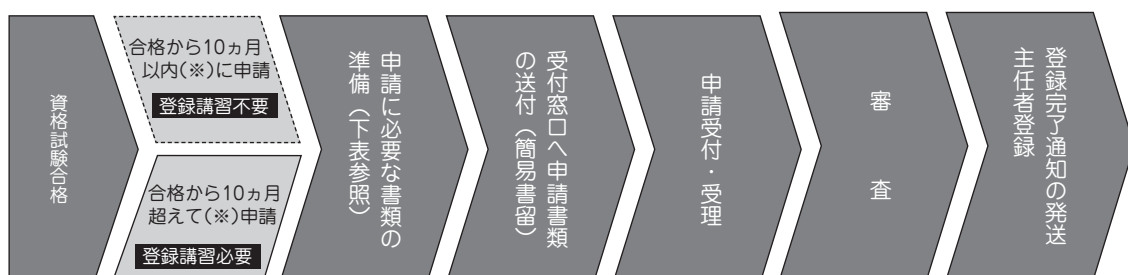 資格試験合格
合格から10ヵ月
以内(※)に申請
登録講習不要
合格から10ヵ月
超えて(※)申請
登録講習必要
申請に必要な書類の
準備（下表参照）
受付窓口へ申請書類
の送付（簡易書留）
申請受付・受理
審査
登録完了通知の発送
主任者登録